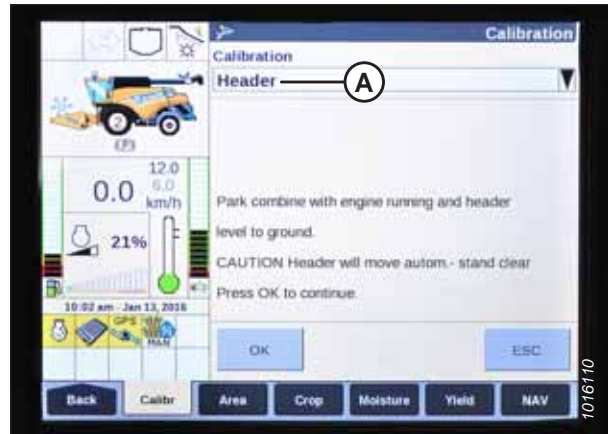 Calibration
Calibration
Header
A
2
(P)
12.0
6.0
0.0 km/h
21%
Park combine with engine running and header
level to ground.
CAUTION Header will move autom.- stand clear
Press OK to continue
10:02 am Jan 13, 2016
GPS
MAN
OK
ESC
Back
Calibr
Area
Crop
Moisture
Yield
NAV
1016110